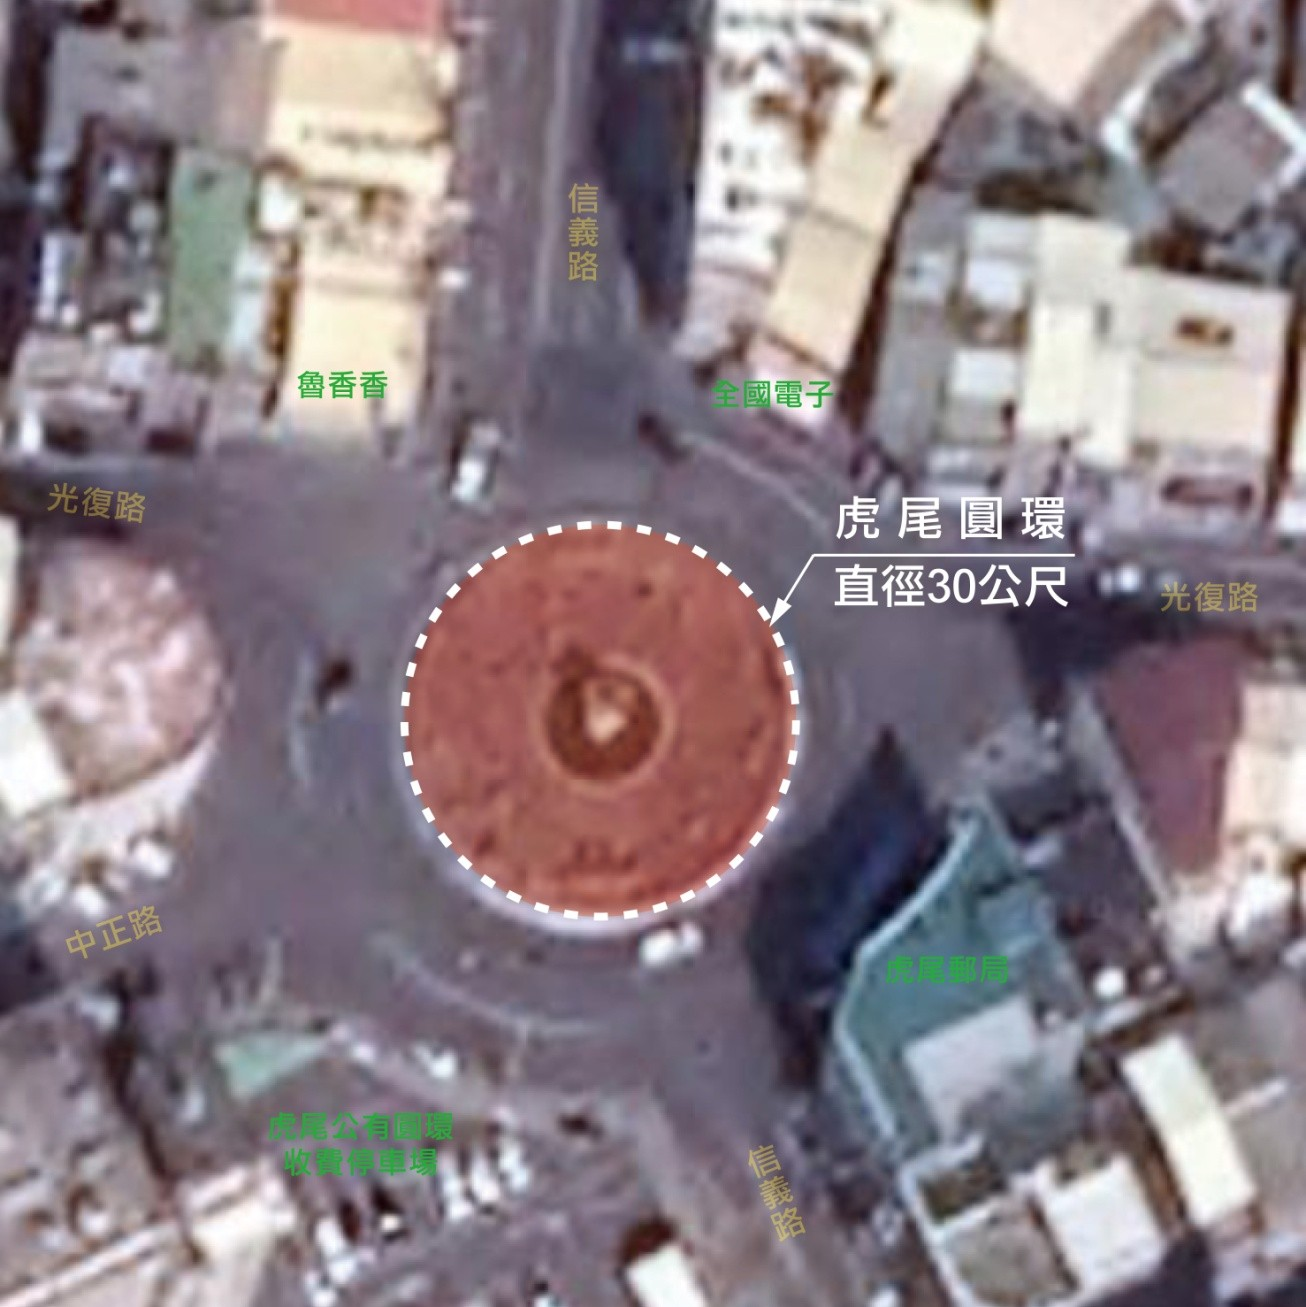 信義路
魯香香
全國電子
光復路
虎尾圓環
直徑30公尺
光復路
中正路
虎尾郵局
虎尾公有圓環
收費停車場
信義路